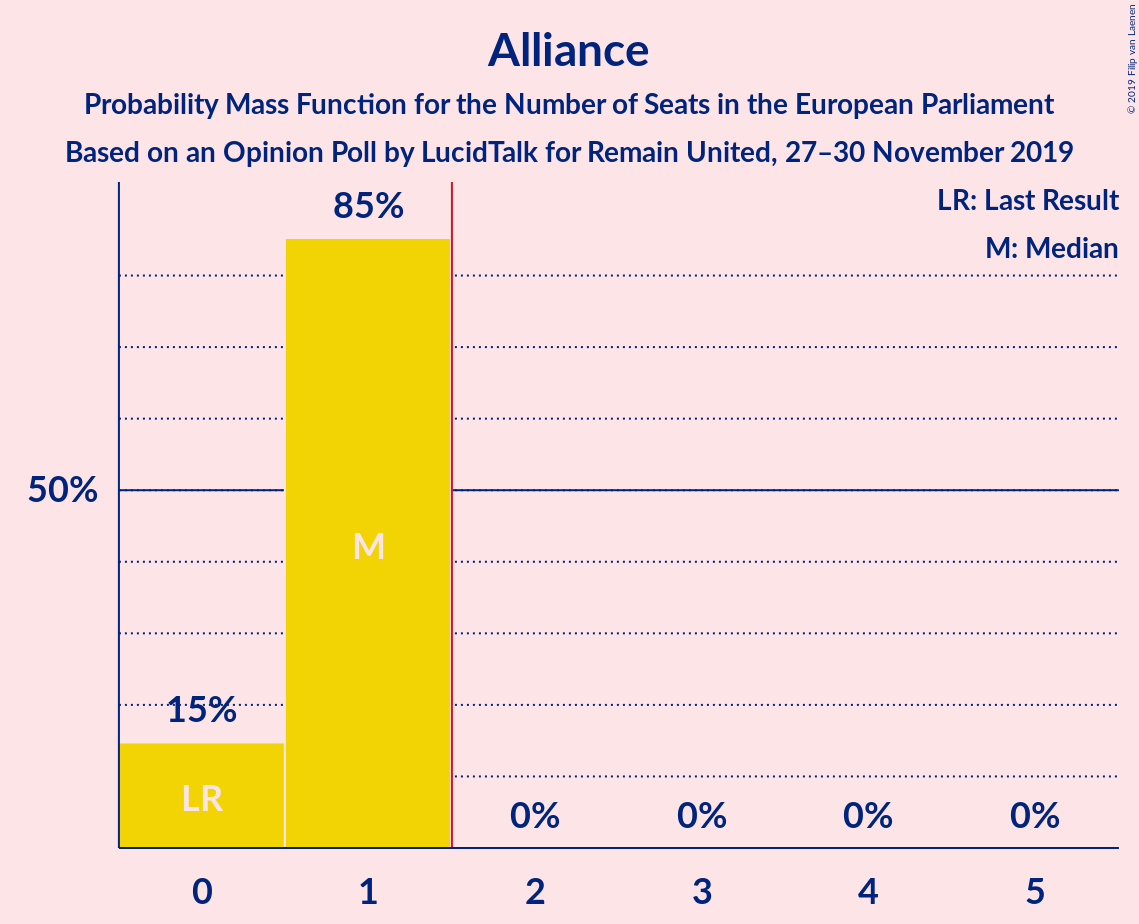 Alliance
Probability Mass Function for the Number of Seats in the European Parliament
Based on an Opinion Poll by LucidTalk for Remain United, 27–30 November 2019
© 2019 Filip van Laenen
LR: Last Result
M: Median
85%
50%
M
15%
LR
0%
0%
0%
0%
0
1
2
3
4
5